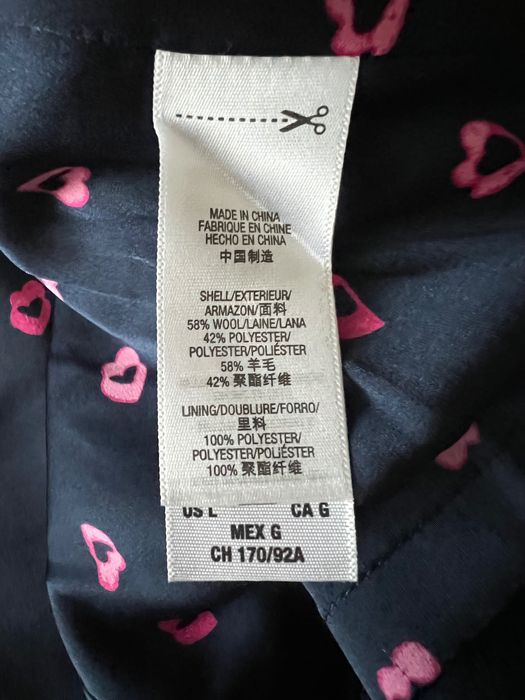 MADE IN CHINA
FABRIQUE EN CHINE
HECHO EN CHINA
中国制造
SHELL/EXTERIEUR/
ARMAZON/面料
58% WOOL/LAINE/LANA
42% POLYESTER/
POLYESTER/POLIÉSTER
58% 羊毛
42% 聚酯纤维
LINING/DOUBLURE/FORRO/
里料
100% POLYESTER/
POLYESTER/POLIÉSTER
100% 聚酯纤维
US L CA G
MEX G
CH 170/92A